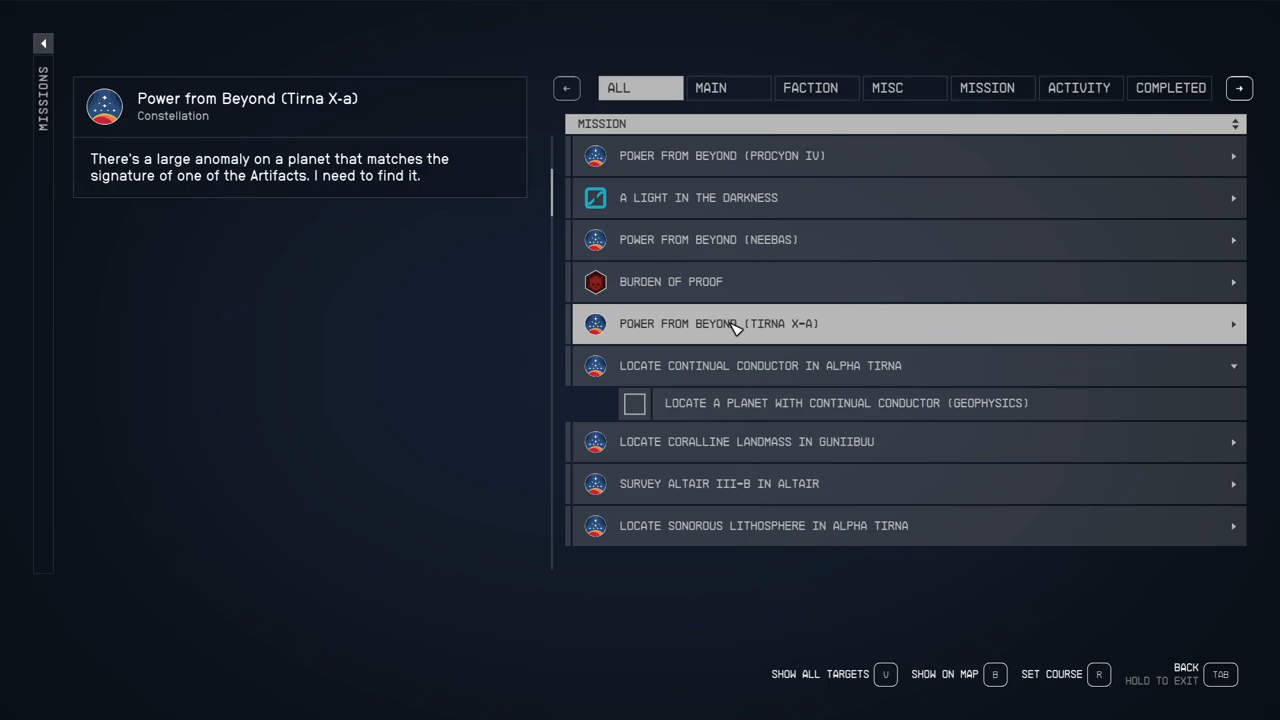 MISSIONS
Power from Beyond (Tirna X-a)
Constellation
There's a large anomaly on a planet that matches the
signature of one of the Artifacts. I need to find it.
ALL
MAIN
FACTION
MISC
MISSION
ACTIVITY
COMPLETED
MISSION
POWER FROM BEYOND (PROCYON IV)
A LIGHT IN THE DARKNESS
POWER FROM BEYOND (NEEBAS)
BURDEN OF PROOF
POWER FROM BEYOND (TIRNA X-A)
LOCATE CONTINUAL CONDUCTOR IN ALPHA TIRNA
LOCATE A PLANET WITH CONTINUAL CONDUCTOR (GEOPHYSICS)
LOCATE CORALLINE LANDMASS IN GUNIIBUU
SURVEY ALTAIR III-B IN ALTAIR
LOCATE SONOROUS LITHOSPHERE IN ALPHA TIRNA
SHOW ALL TARGETS V
SHOW ON MAP B
SET COURSE R
BACK
HOLD TO EXIT
TAB